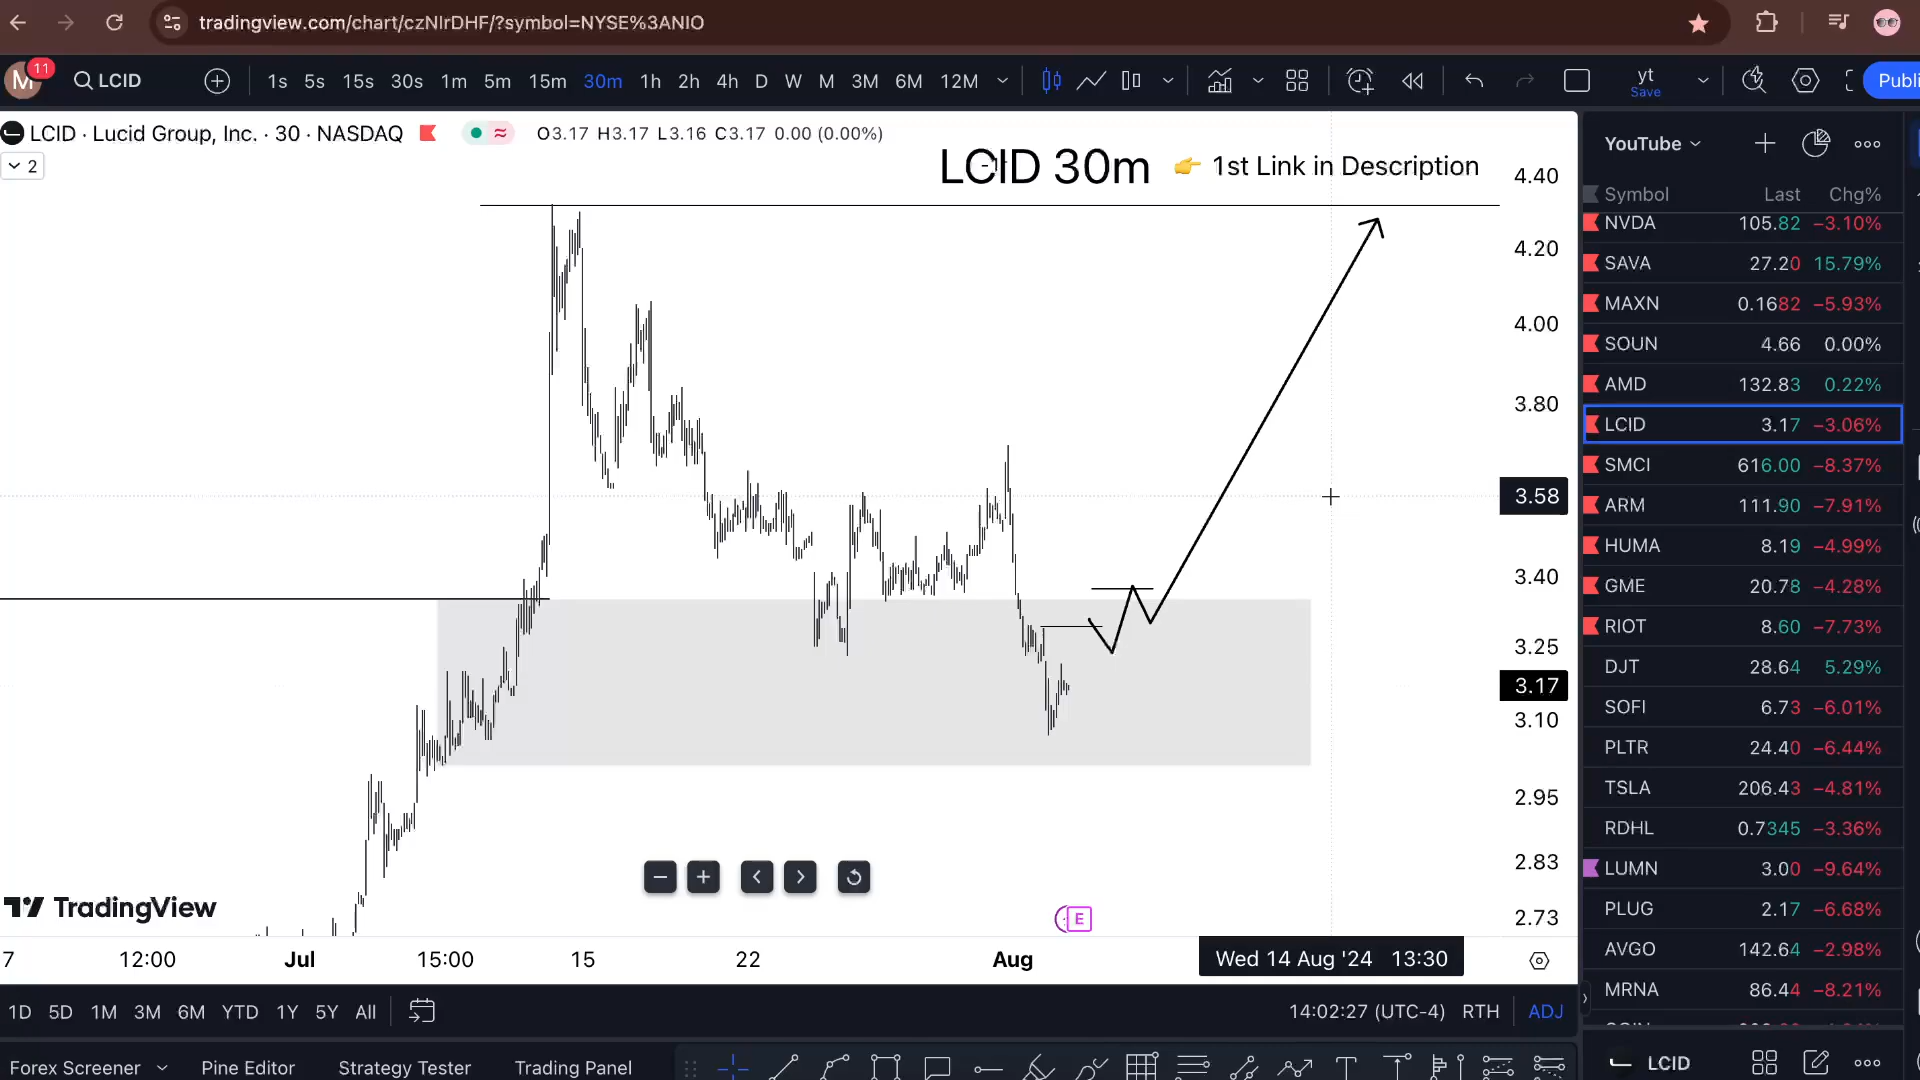 tradingview.com/chart/czNIrDHF/?symbol=NYSE%3ANIO
M 11 LCID 1s 5s 15s 30s 1m 5m 15m 30m 1h 2h 4h D W M 3M 6M 12M yt Save Publi
LCID · Lucid Group, Inc. · 30 · NASDAQ O3.17 H3.17 L3.16 C3.17 0.00 (0.00%)
2
LCID 30m 👉 1st Link in Description
4.40
4.20
4.00
3.80
3.58
3.40
3.25
3.17
3.10
2.95
2.83
2.73
TradingView
E
7 12:00 Jul 15:00 15 22 Aug Wed 14 Aug '24 13:30
1D 5D 1M 3M 6M YTD 1Y 5Y All 14:02:27 (UTC-4) RTH ADJ
Forex Screener Pine Editor Strategy Tester Trading Panel
YouTube
Symbol Last Chg%
NVDA 105.82 −3.10%
SAVA 27.20 15.79%
MAXN 0.1682 −5.93%
SOUN 4.66 0.00%
AMD 132.83 0.22%
LCID 3.17 −3.06%
SMCI 616.00 −8.37%
ARM 111.90 −7.91%
HUMA 8.19 −4.99%
GME 20.78 −4.28%
RIOT 8.60 −7.73%
DJT 28.64 5.29%
SOFI 6.73 −6.01%
PLTR 24.40 −6.44%
TSLA 206.43 −4.81%
RDHL 0.7345 −3.36%
LUMN 3.00 −9.64%
PLUG 2.17 −6.68%
AVGO 142.64 −2.98%
MRNA 86.44 −8.21%
LCID